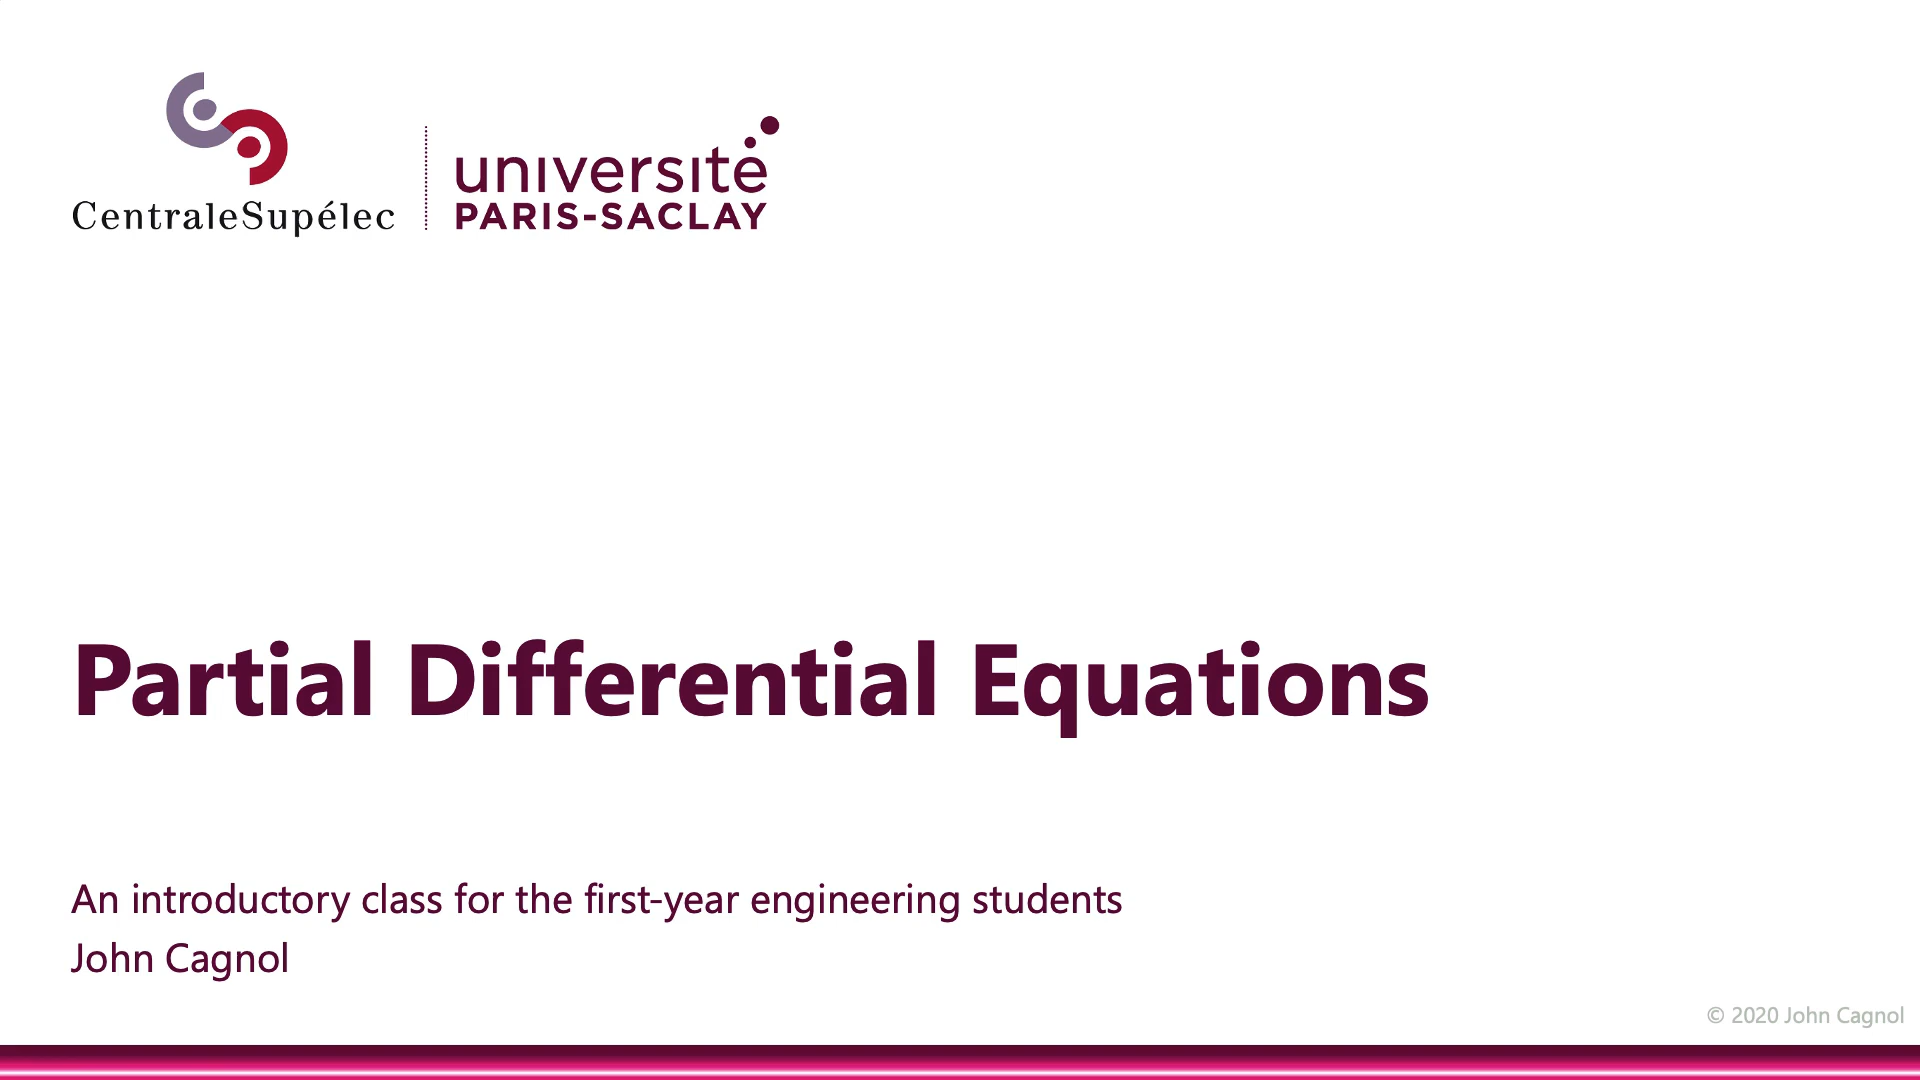 CentraleSupélec
université
PARIS-SACLAY
Partial Differential Equations
An introductory class for the first-year engineering students
John Cagnol
© 2020 John Cagnol